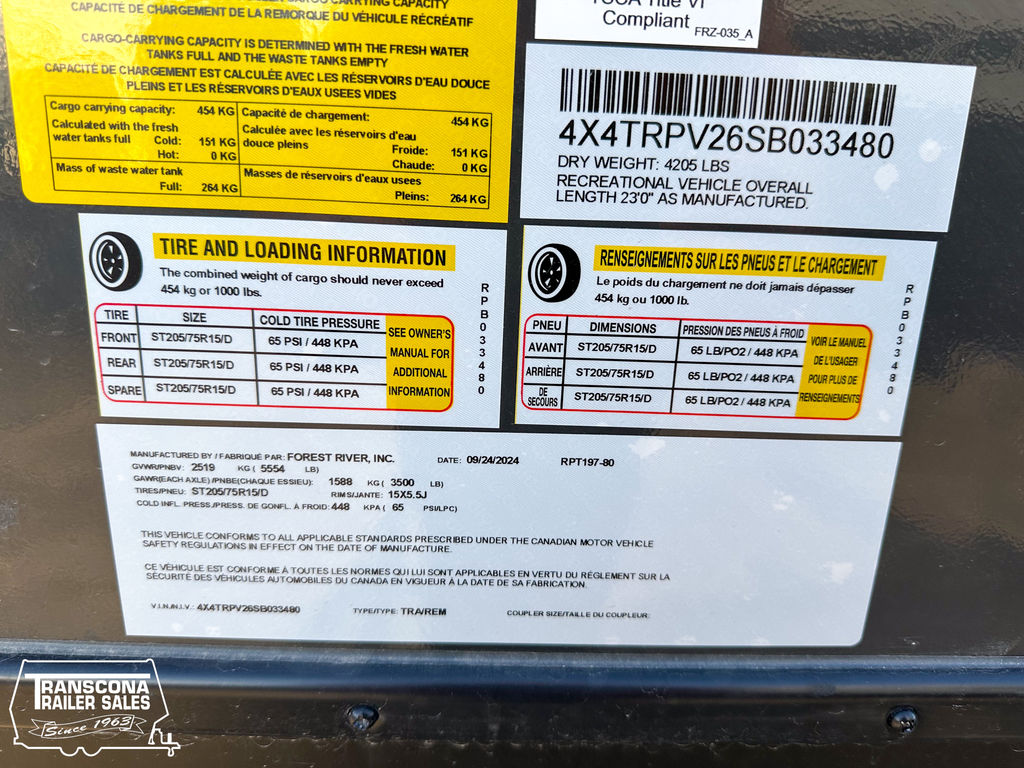 CAPACITÉ DE CHARGEMENT DE LA REMORQUE DU VÉHICULE RÉCRÉATIF
CARGO-CARRYING CAPACITY IS DETERMINED WITH THE FRESH WATER
TANKS FULL AND THE WASTE TANKS EMPTY
CAPACITÉ DE CHARGEMENT EST CALCULÉE AVEC LES RÉSERVOIRS D'EAU DOUCE
PLEINS ET LES RÉSERVOIRS D'EAUX USEES VIDES
Cargo carrying capacity: 454 KG
Calculated with the fresh
water tanks full Cold: 151 KG
Hot: 0 KG
Mass of waste water tank
Full: 264 KG
Capacité de chargement: 454 KG
Calculée avec les réservoirs d'eau
douce pleins Froide: 151 KG
Chaude: 0 KG
Masses de réservoirs d'eaux usees
Pleins: 264 KG
TSCA Title VI
Compliant
FRZ-035_A
4X4TRPV26SB033480
DRY WEIGHT: 4205 LBS
RECREATIONAL VEHICLE OVERALL
LENGTH 23'0" AS MANUFACTURED.
TIRE AND LOADING INFORMATION
The combined weight of cargo should never exceed
454 kg or 1000 lbs.
TIRE SIZE COLD TIRE PRESSURE
FRONT ST205/75R15/D 65 PSI / 448 KPA
REAR ST205/75R15/D 65 PSI / 448 KPA
SPARE ST205/75R15/D 65 PSI / 448 KPA
SEE OWNER'S
MANUAL FOR
ADDITIONAL
INFORMATION
RPB033480
RENSEIGNEMENTS SUR LES PNEUS ET LE CHARGEMENT
Le poids du chargement ne doit jamais dépasser
454 kg ou 1000 lb.
PNEU DIMENSIONS PRESSION DES PNEUS À FROID
AVANT ST205/75R15/D 65 LB/PO2 / 448 KPA
ARRIÈRE ST205/75R15/D 65 LB/PO2 / 448 KPA
DE
SECOURS ST205/75R15/D 65 LB/PO2 / 448 KPA
VOIR LE MANUEL
DE L'USAGER
POUR PLUS DE
RENSEIGNEMENTS
RPB033480
MANUFACTURED BY / FABRIQUÉ PAR: FOREST RIVER, INC. DATE: 09/24/2024 RPT197-80
GVWR/PNBV: 2519 KG ( 5554 LB)
GAWR(EACH AXLE) /PNBE(CHAQUE ESSIEU): 1588 KG ( 3500 LB)
TIRES/PNEU: ST205/75R15/D RIMS/JANTE: 15X5.5J
COLD INFL. PRESS./PRESS. DE GONFL. À FROID: 448 KPA ( 65 PSI/LPC)
THIS VEHICLE CONFORMS TO ALL APPLICABLE STANDARDS PRESCRIBED UNDER THE CANADIAN MOTOR VEHICLE
SAFETY REGULATIONS IN EFFECT ON THE DATE OF MANUFACTURE.
CE VÉHICULE EST CONFORME À TOUTES LES NORMES QUI LUI SONT APPLICABLES EN VERTU DU RÈGLEMENT SUR LA
SÉCURITÉ DES VÉHICULES AUTOMOBILES DU CANADA EN VIGUEUR À LA DATE DE SA FABRICATION.
V.I.N./N.I.V.: 4X4TRPV26SB033480 TYPE/TYPE: TRA/REM COUPLER SIZE/TAILLE DU COUPLEUR:
TRANSCONA
TRAILER SALES
Since 1963